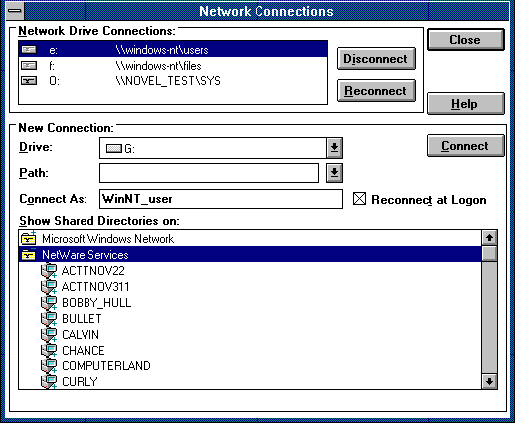 Network Connections
Network Drive Connections:
e: \\windows-nt\users
f: \\windows-nt\files
O: \\NOVEL_TEST\SYS
Disconnect
Reconnect
Close
Help
New Connection:
Drive: G:
Connect
Path:
Connect As: WinNT_user
Reconnect at Logon
Show Shared Directories on:
Microsoft Windows Network
NetWare Services
ACTTNOV22
ACTTNOV311
BOBBY_HULL
BULLET
CALVIN
CHANCE
COMPUTERLAND
CURLY